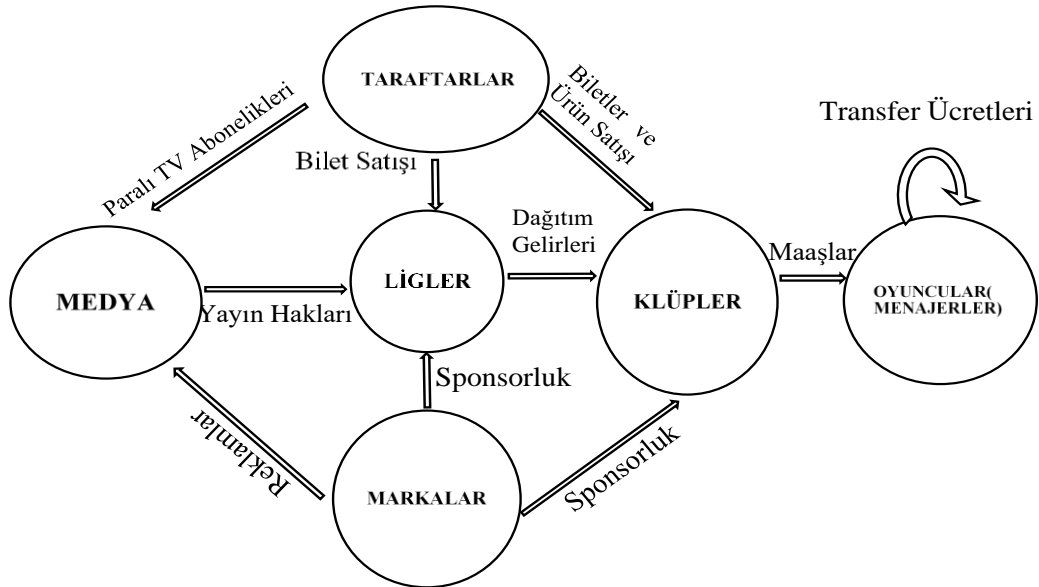 TARAFTARLAR
Paralı TV Abonelikleri
Biletler ve
Ürün Satışı
Transfer Ücretleri
Bilet Satışı
Dağıtım
Gelirleri
Maaşlar
MEDYA
LİGLER
KLÜPLER
OYUNCULAR(
MENAJERLER)
Yayın Hakları
Sponsorluk
Reklamlar
MARKALAR
Sponsorluk